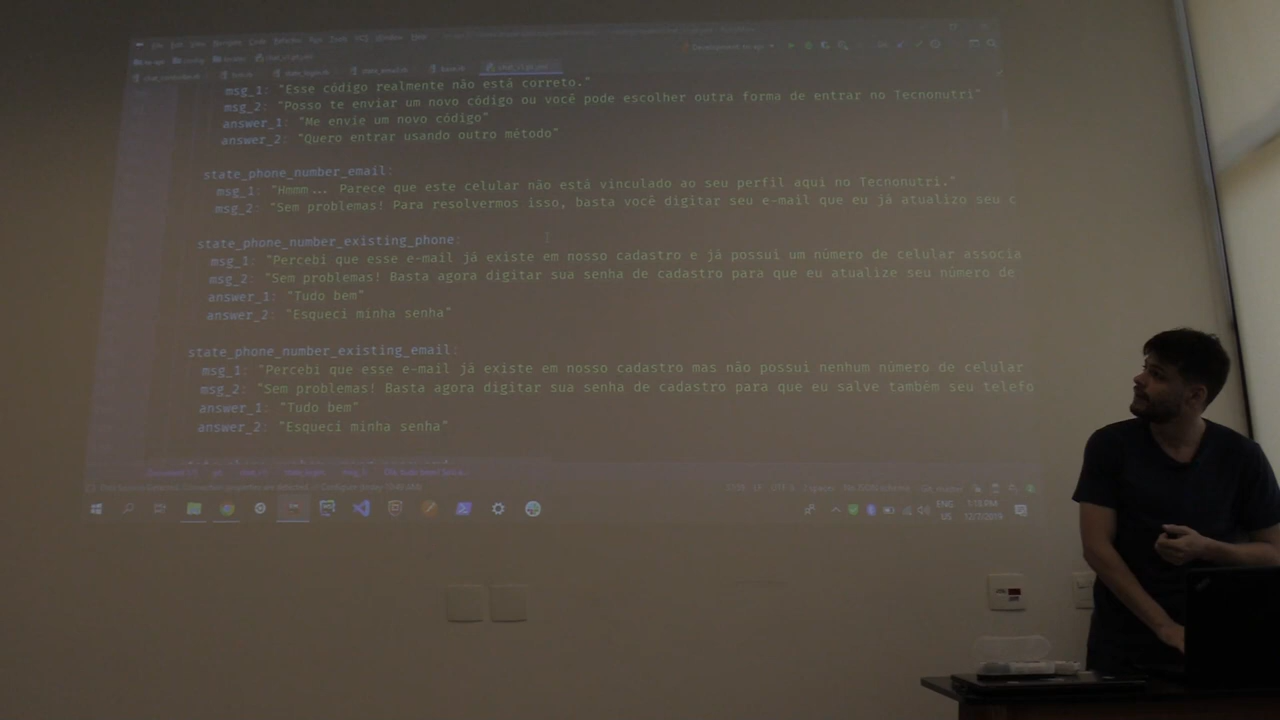 msg_1: "Esse código realmente não está correto."
msg_2: "Posso te enviar um novo código ou você pode escolher outra forma de entrar no Tecnonutri"
answer_1: "Me envie um novo código"
answer_2: "Quero entrar usando outro método"
state_phone_number_email:
msg_1: "Hmmm... Parece que este celular não está vinculado ao seu perfil aqui no Tecnonutri."
msg_2: "Sem problemas! Para resolvermos isso, basta você digitar seu e-mail que eu já atualizo seu c
state_phone_number_existing_phone:
msg_1: "Percebi que esse e-mail já existe em nosso cadastro e já possui um número de celular associa
msg_2: "Sem problemas! Basta agora digitar sua senha de cadastro para que eu atualize seu número de
answer_1: "Tudo bem"
answer_2: "Esqueci minha senha"
state_phone_number_existing_email:
msg_1: "Percebi que esse e-mail já existe em nosso cadastro mas não possui nenhum número de celular
msg_2: "Sem problemas! Basta agora digitar sua senha de cadastro para que eu salve também seu telefo
answer_1: "Tudo bem"
answer_2: "Esqueci minha senha"
ENG 1:15 PM
US 12/7/2019